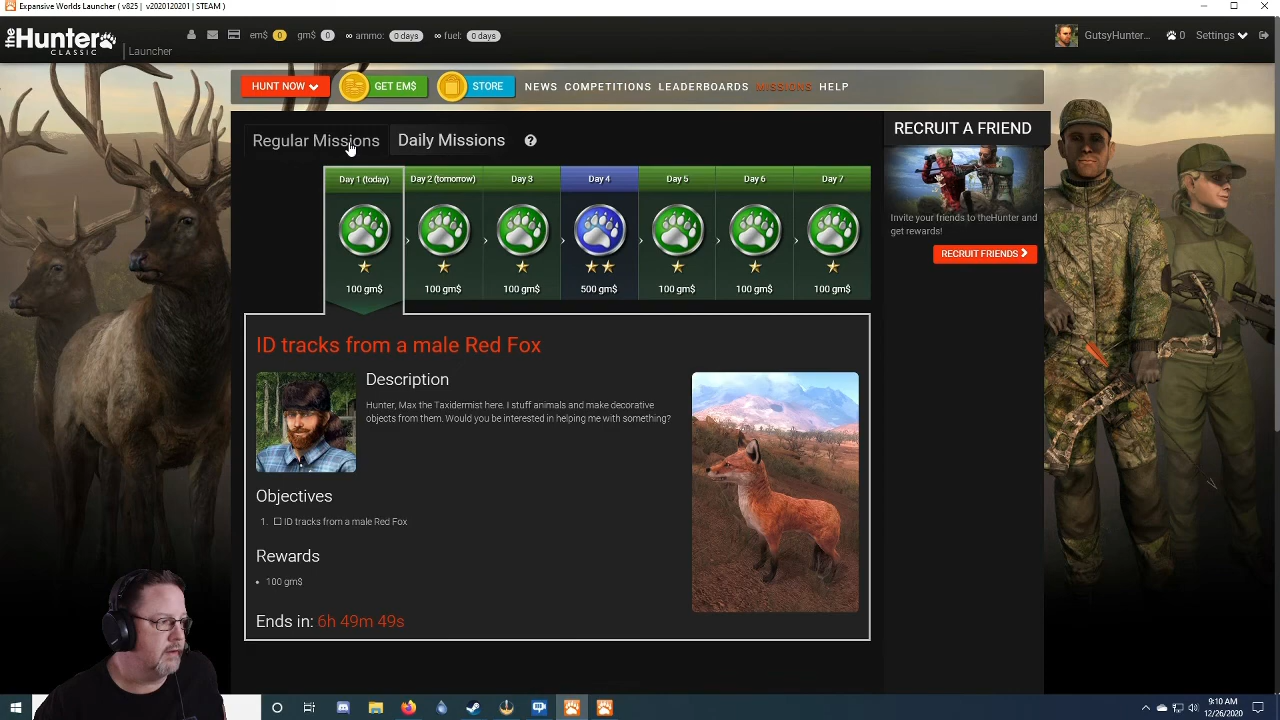 Expansive Worlds Launcher ( v825 | v2020120201 | STEAM )
theHunter
CLASSIC
Launcher
em$ 0 gm$ 0 ∞ ammo: 0 days ∞ fuel: 0 days
GutsyHunter... 0 Settings
HUNT NOW GET EM$ STORE NEWS COMPETITIONS LEADERBOARDS MISSIONS HELP
Regular Missions Daily Missions ?
RECRUIT A FRIEND
Invite your friends to theHunter and
get rewards!
RECRUIT FRIENDS
Day 1 (today) Day 2 (tomorrow) Day 3 Day 4 Day 5 Day 6 Day 7
100 gm$ 100 gm$ 100 gm$ 500 gm$ 100 gm$ 100 gm$ 100 gm$
ID tracks from a male Red Fox
Description
Hunter, Max the Taxidermist here. I stuff animals and make decorative
objects from them. Would you be interested in helping me with something?
Objectives
1. ID tracks from a male Red Fox
Rewards
• 100 gm$
Ends in: 6h 49m 49s
9:10 AM
12/26/2020